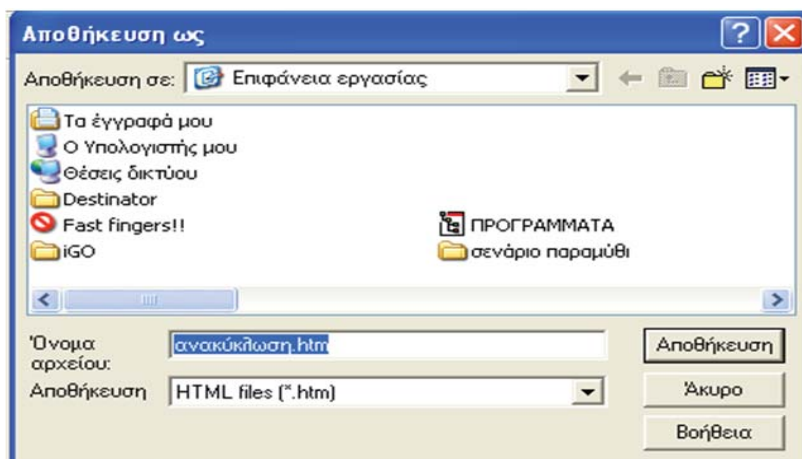 Αποθήκευση ως
Αποθήκευση σε: Επιφάνεια εργασίας
Τα έγγραφά μου
Ο Υπολογιστής μου
Θέσεις δικτύου
Destinator
Fast fingers!!
iGO
ΠΡΟΓΡΑΜΜΑΤΑ
σενάριο παραμύθι
Όνομα αρχείου: ανακύκλωση.htm
Αποθήκευση HTML files (*.htm)
Αποθήκευση
Άκυρο
Βοήθεια